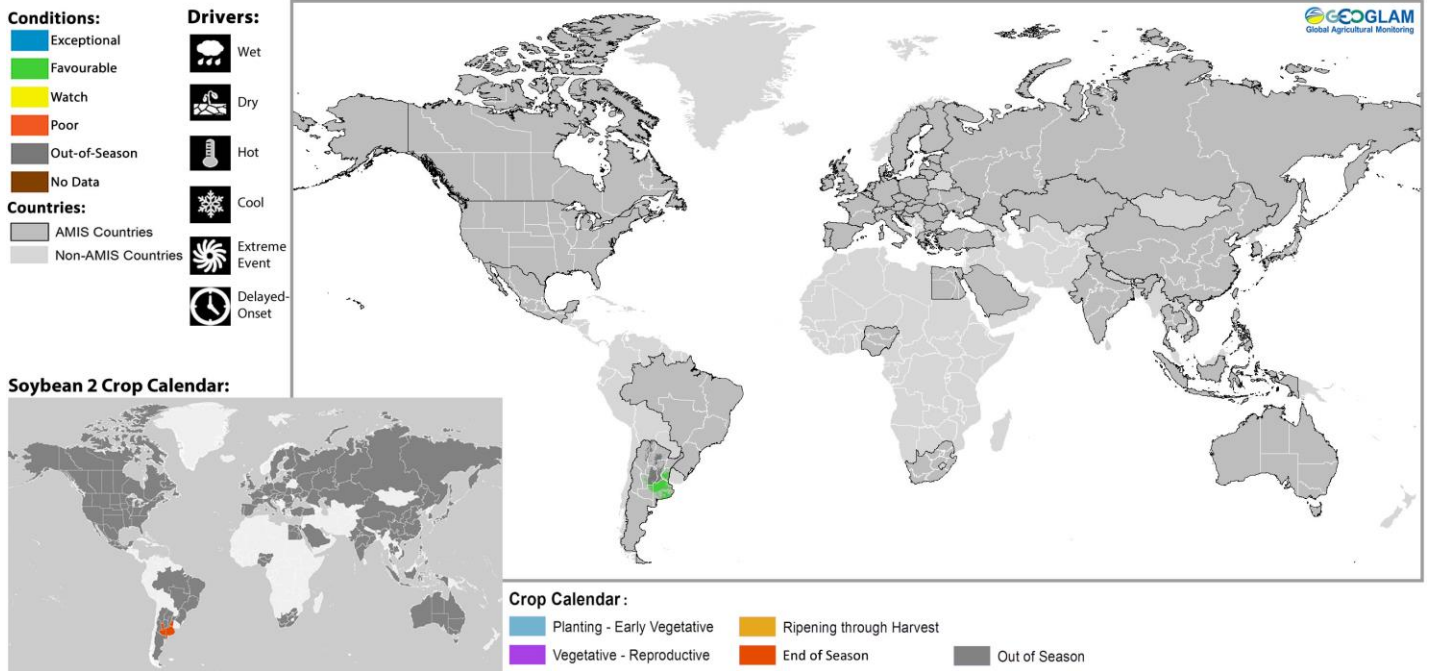 Conditions:
Exceptional
Favourable
Watch
Poor
Out-of-Season
No Data
Countries:
AMIS Countries
Non-AMIS Countries
Drivers:
Wet
Dry
Hot
Cool
Extreme
Event
Delayed-
Onset
GEOGLAM
Global Agricultural Monitoring
Soybean 2 Crop Calendar:
Crop Calendar :
Planting - Early Vegetative
Vegetative - Reproductive
Ripening through Harvest
End of Season
Out of Season